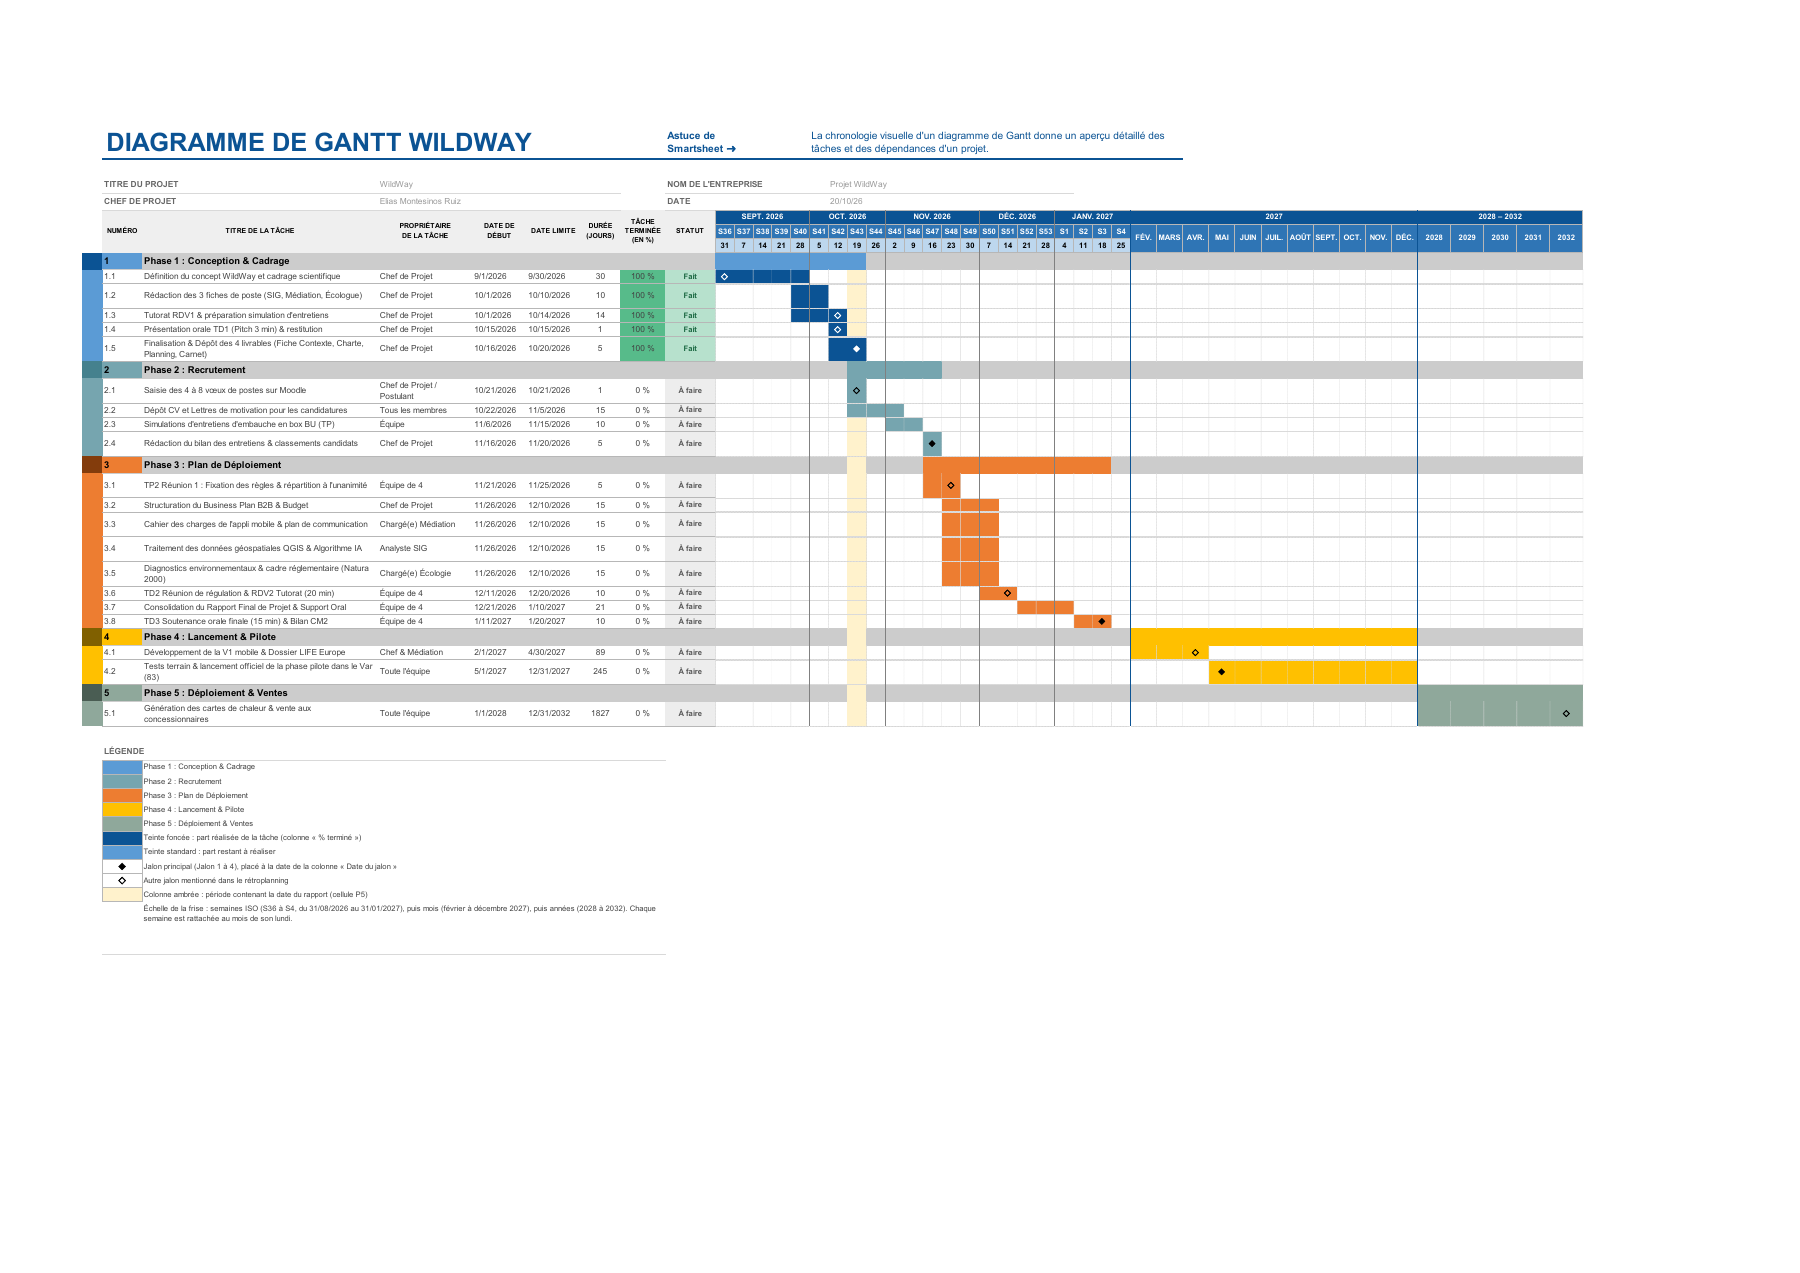 DIAGRAMME DE GANTT WILDWAY
Astuce de
Smartsheet ➜
La chronologie visuelle d'un diagramme de Gantt donne un aperçu détaillé des
tâches et des dépendances d'un projet.
TITRE DU PROJET WildWay NOM DE L'ENTREPRISE Projet WildWay
CHEF DE PROJET Elias Montesinos Ruiz DATE 20/10/26
SEPT. 2026 OCT. 2026 NOV. 2026 DÉC. 2026 JANV. 2027 2027 2028 – 2032
NUMÉRO TITRE DE LA TÂCHE PROPRIÉTAIRE DE LA TÂCHE DATE DE DÉBUT DATE LIMITE DURÉE (JOURS) TÂCHE TERMINÉE (EN %) STATUT
S36 S37 S38 S39 S40 S41 S42 S43 S44 S45 S46 S47 S48 S49 S50 S51 S52 S53 S1 S2 S3 S4 FÉV. MARS AVR. MAI JUIN JUIL. AOÛT SEPT. OCT. NOV. DÉC. 2028 2029 2030 2031 2032
31 7 14 21 28 5 12 19 26 2 9 16 23 30 7 14 21 28 4 11 18 25
1 Phase 1 : Conception & Cadrage
1.1 Définition du concept WildWay et cadrage scientifique Chef de Projet 9/1/2026 9/30/2026 30 100 % Fait
1.2 Rédaction des 3 fiches de poste (SIG, Médiation, Écologue) Chef de Projet 10/1/2026 10/10/2026 10 100 % Fait
1.3 Tutorat RDV1 & préparation simulation d'entretiens Chef de Projet 10/1/2026 10/14/2026 14 100 % Fait
1.4 Présentation orale TD1 (Pitch 3 min) & restitution Chef de Projet 10/15/2026 10/15/2026 1 100 % Fait
1.5 Finalisation & Dépôt des 4 livrables (Fiche Contexte, Charte, Planning, Carnet) Chef de Projet 10/16/2026 10/20/2026 5 100 % Fait
2 Phase 2 : Recrutement
2.1 Saisie des 4 à 8 vœux de postes sur Moodle Chef de Projet / Postulant 10/21/2026 10/21/2026 1 0 % À faire
2.2 Dépôt CV et Lettres de motivation pour les candidatures Tous les membres 10/22/2026 11/5/2026 15 0 % À faire
2.3 Simulations d'entretiens d'embauche en box BU (TP) Équipe 11/6/2026 11/15/2026 10 0 % À faire
2.4 Rédaction du bilan des entretiens & classements candidats Chef de Projet 11/16/2026 11/20/2026 5 0 % À faire
3 Phase 3 : Plan de Déploiement
3.1 TP2 Réunion 1 : Fixation des règles & répartition à l'unanimité Équipe de 4 11/21/2026 11/25/2026 5 0 % À faire
3.2 Structuration du Business Plan B2B & Budget Chef de Projet 11/26/2026 12/10/2026 15 0 % À faire
3.3 Cahier des charges de l'appli mobile & plan de communication Chargé(e) Médiation 11/26/2026 12/10/2026 15 0 % À faire
3.4 Traitement des données géospatiales QGIS & Algorithme IA Analyste SIG 11/26/2026 12/10/2026 15 0 % À faire
3.5 Diagnostics environnementaux & cadre réglementaire (Natura 2000) Chargé(e) Écologie 11/26/2026 12/10/2026 15 0 % À faire
3.6 TD2 Réunion de régulation & RDV2 Tutorat (20 min) Équipe de 4 12/11/2026 12/20/2026 10 0 % À faire
3.7 Consolidation du Rapport Final de Projet & Support Oral Équipe de 4 12/21/2026 1/10/2027 21 0 % À faire
3.8 TD3 Soutenance orale finale (15 min) & Bilan CM2 Équipe de 4 1/11/2027 1/20/2027 10 0 % À faire
4 Phase 4 : Lancement & Pilote
4.1 Développement de la V1 mobile & Dossier LIFE Europe Chef & Médiation 2/1/2027 4/30/2027 89 0 % À faire
4.2 Tests terrain & lancement officiel de la phase pilote dans le Var (83) Toute l'équipe 5/1/2027 12/31/2027 245 0 % À faire
5 Phase 5 : Déploiement & Ventes
5.1 Génération des cartes de chaleur & vente aux concessionnaires Toute l'équipe 1/1/2028 12/31/2032 1827 0 % À faire
LÉGENDE
Phase 1 : Conception & Cadrage
Phase 2 : Recrutement
Phase 3 : Plan de Déploiement
Phase 4 : Lancement & Pilote
Phase 5 : Déploiement & Ventes
Teinte foncée : part réalisée de la tâche (colonne « % terminé »)
Teinte standard : part restant à réaliser
Jalon principal (Jalon 1 à 4), placé à la date de la colonne « Date du jalon »
Autre jalon mentionné dans le rétroplanning
Colonne ambrée : période contenant la date du rapport (cellule P5)
Échelle de la frise : semaines ISO (S36 à S4, du 31/08/2026 au 31/01/2027), puis mois (février à décembre 2027), puis années (2028 à 2032). Chaque
semaine est rattachée au mois de son lundi.